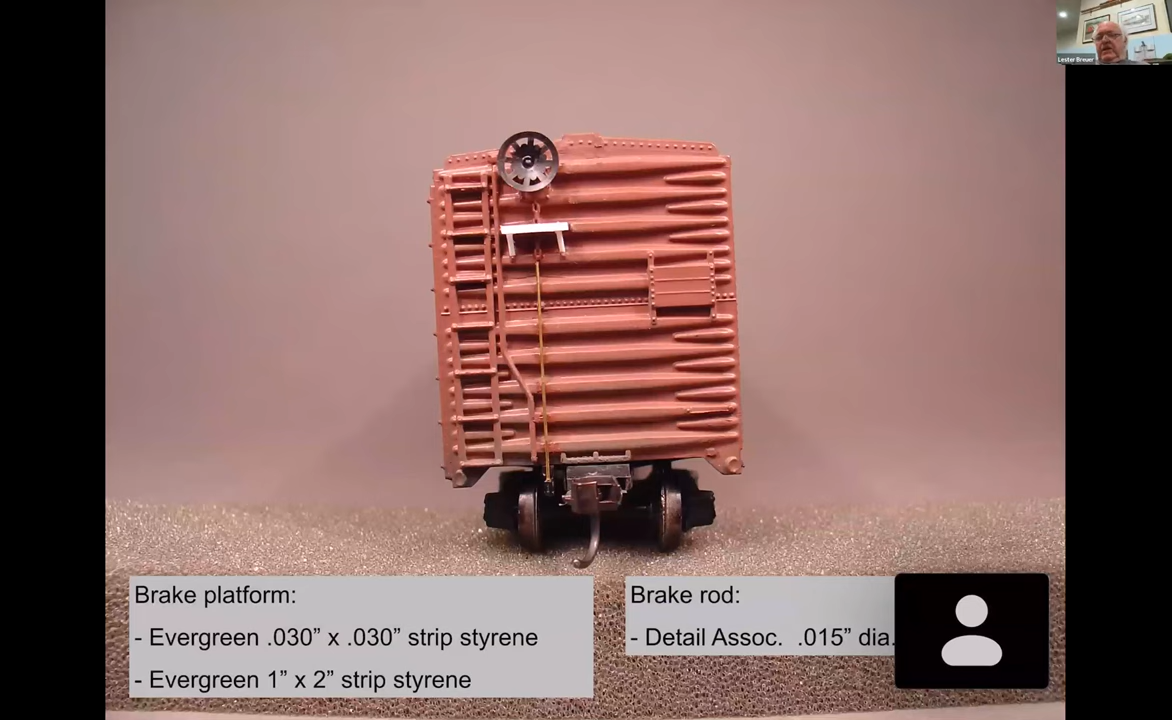 Lester Breuer
Brake platform:
- Evergreen .030” x .030” strip styrene
- Evergreen 1” x 2” strip styrene
Brake rod:
- Detail Assoc. .015” dia.